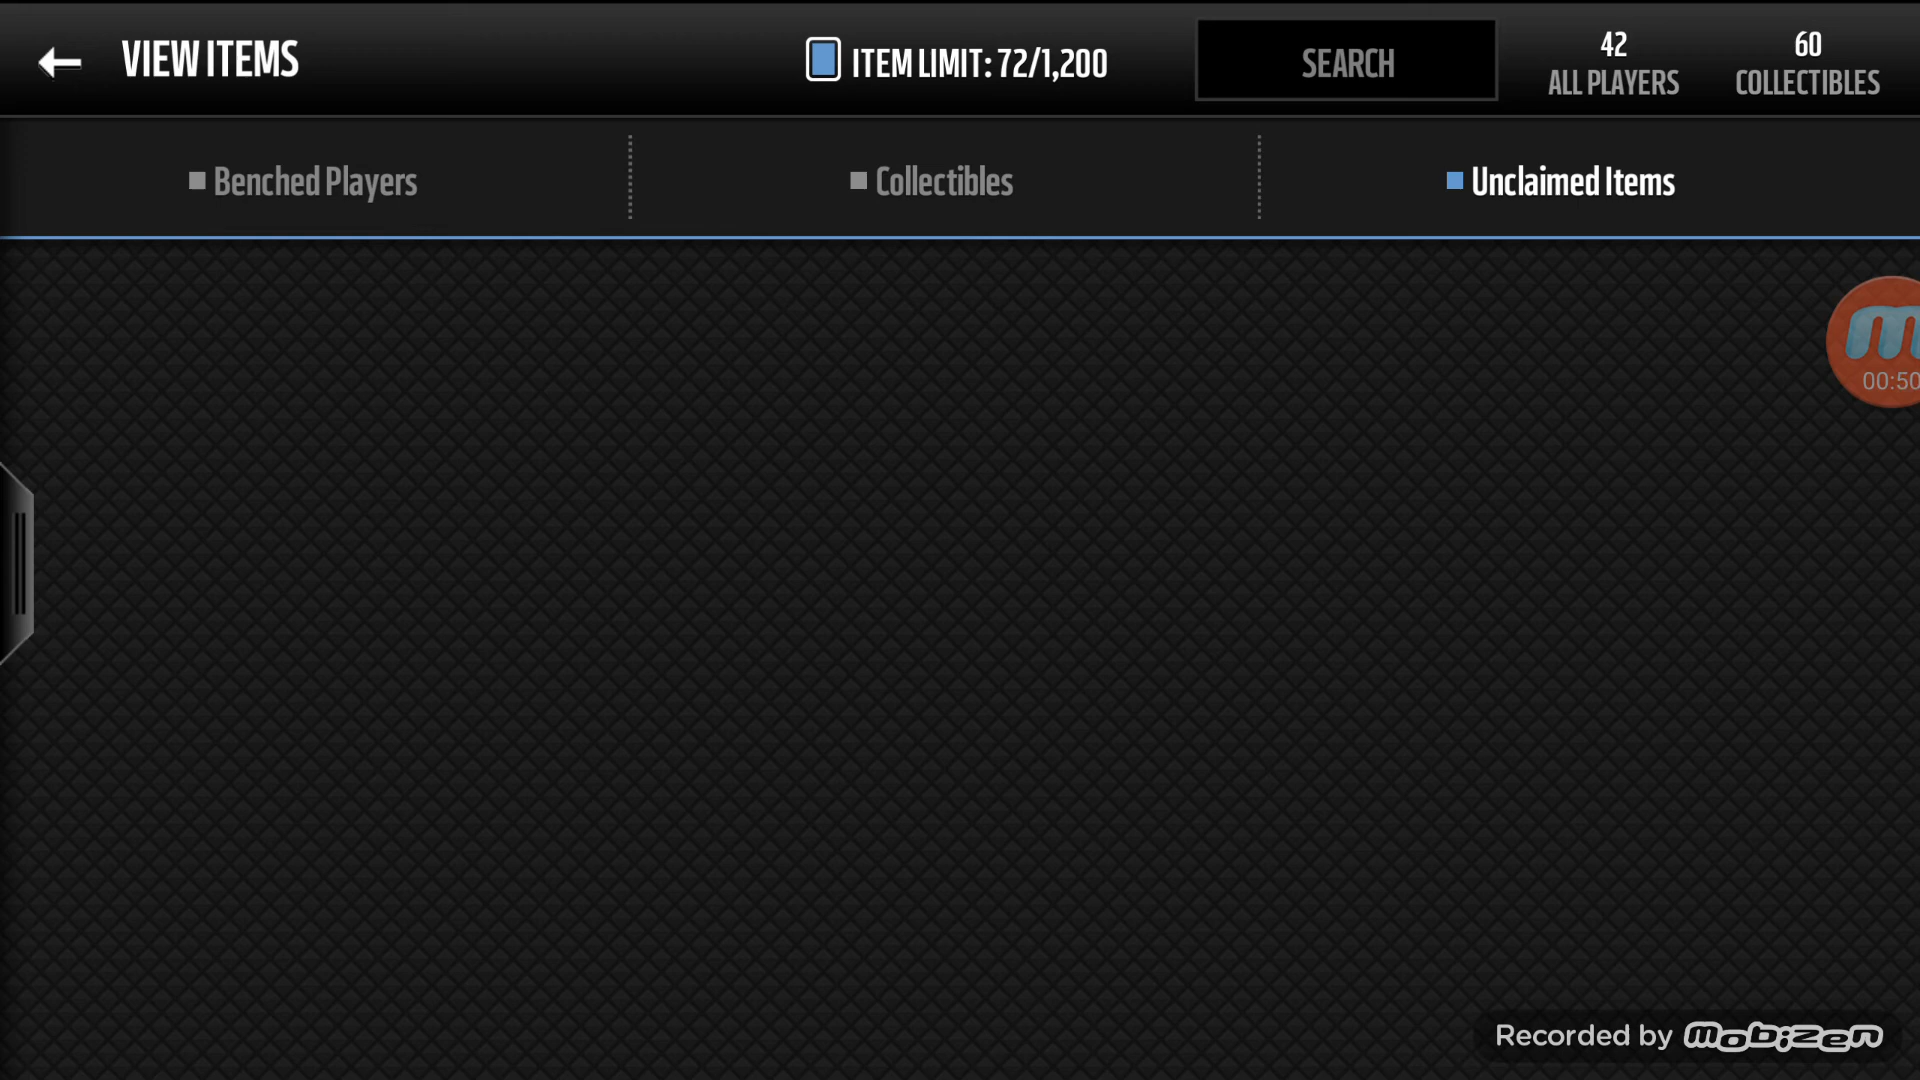 VIEW ITEMS
ITEM LIMIT: 72/1,200
SEARCH
42
ALL PLAYERS
60
COLLECTIBLES
Benched Players
Collectibles
Unclaimed Items
m
00:50
Recorded by mobizen